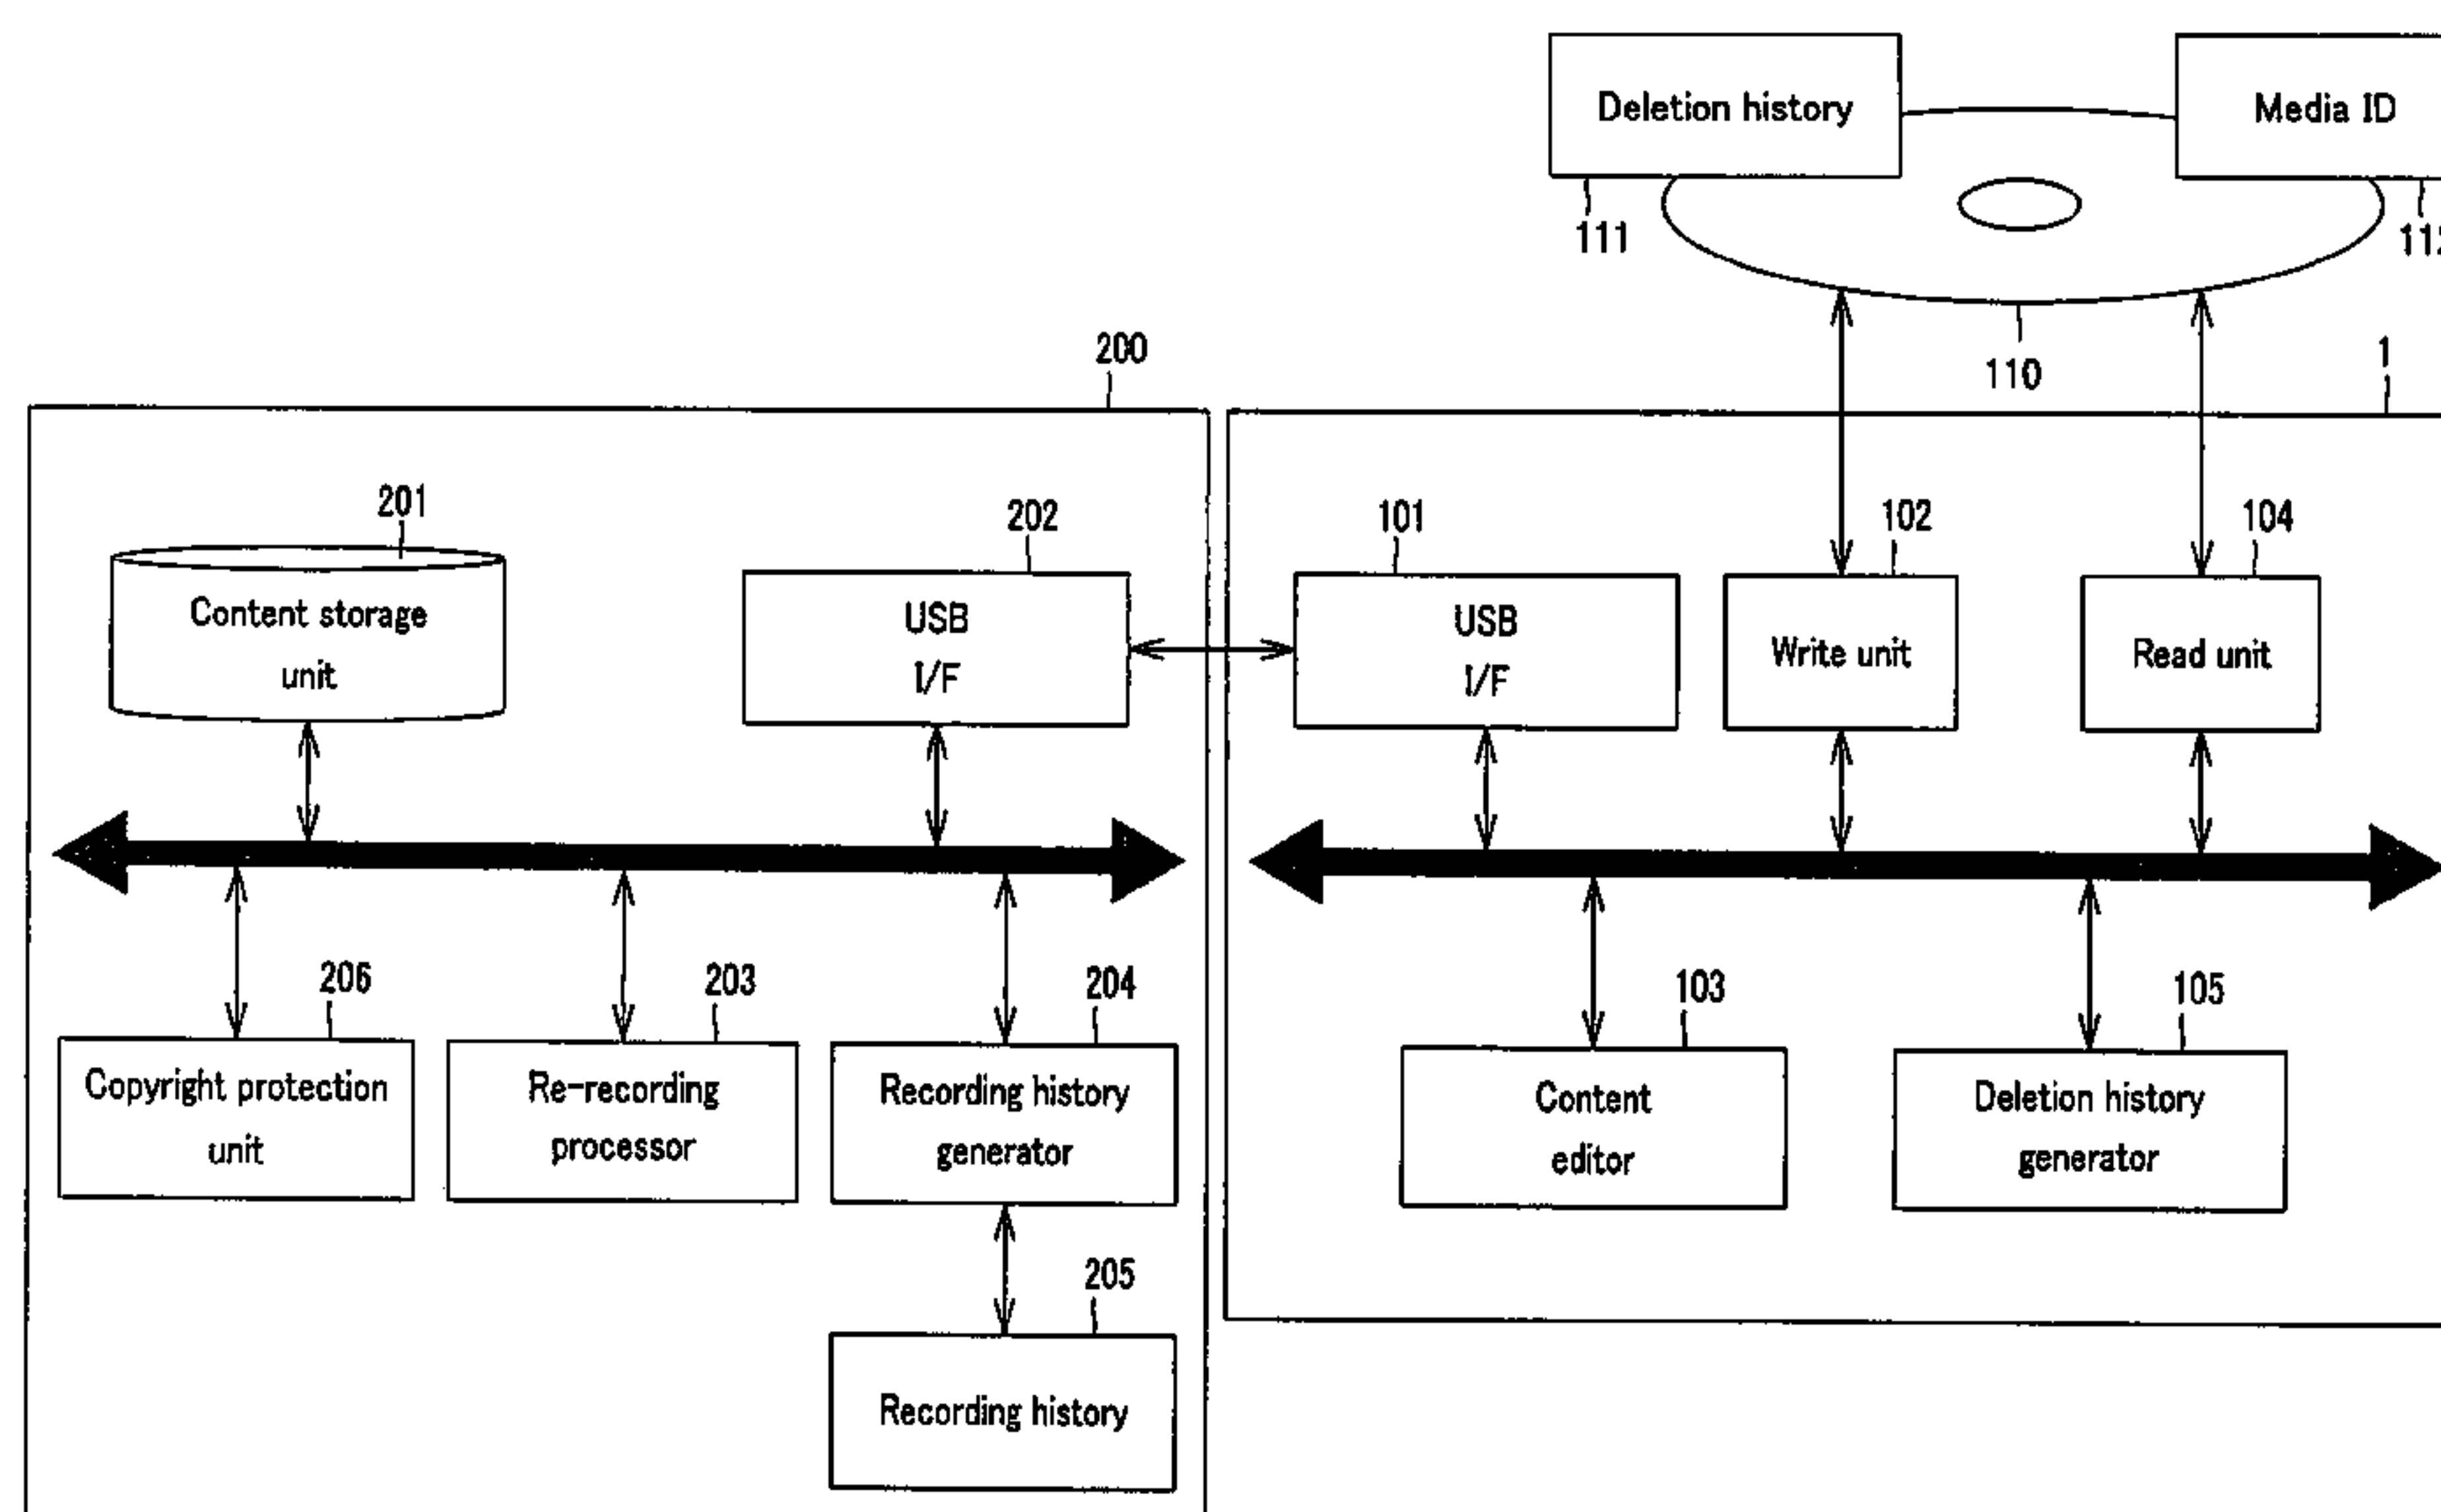 Deletion history
Media ID
111
110
200
1
201
202
101
102
104
Content storage
unit
USB
I/F
USB
I/F
Write unit
Read unit
206
203
204
103
105
Copyright protection
unit
Re-recording
processor
Recording history
generator
Content
editor
Deletion history
generator
205
Recording history